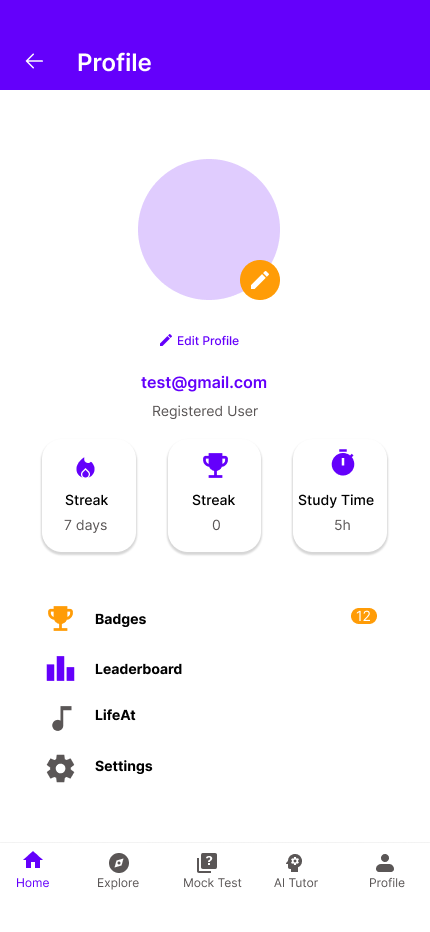 Profile
Edit Profile
test@gmail.com
Registered User
Streak
7 days
Streak
0
Study Time
5h
Badges
12
Leaderboard
LifeAt
Settings
Home
Explore
Mock Test
AI Tutor
Profile